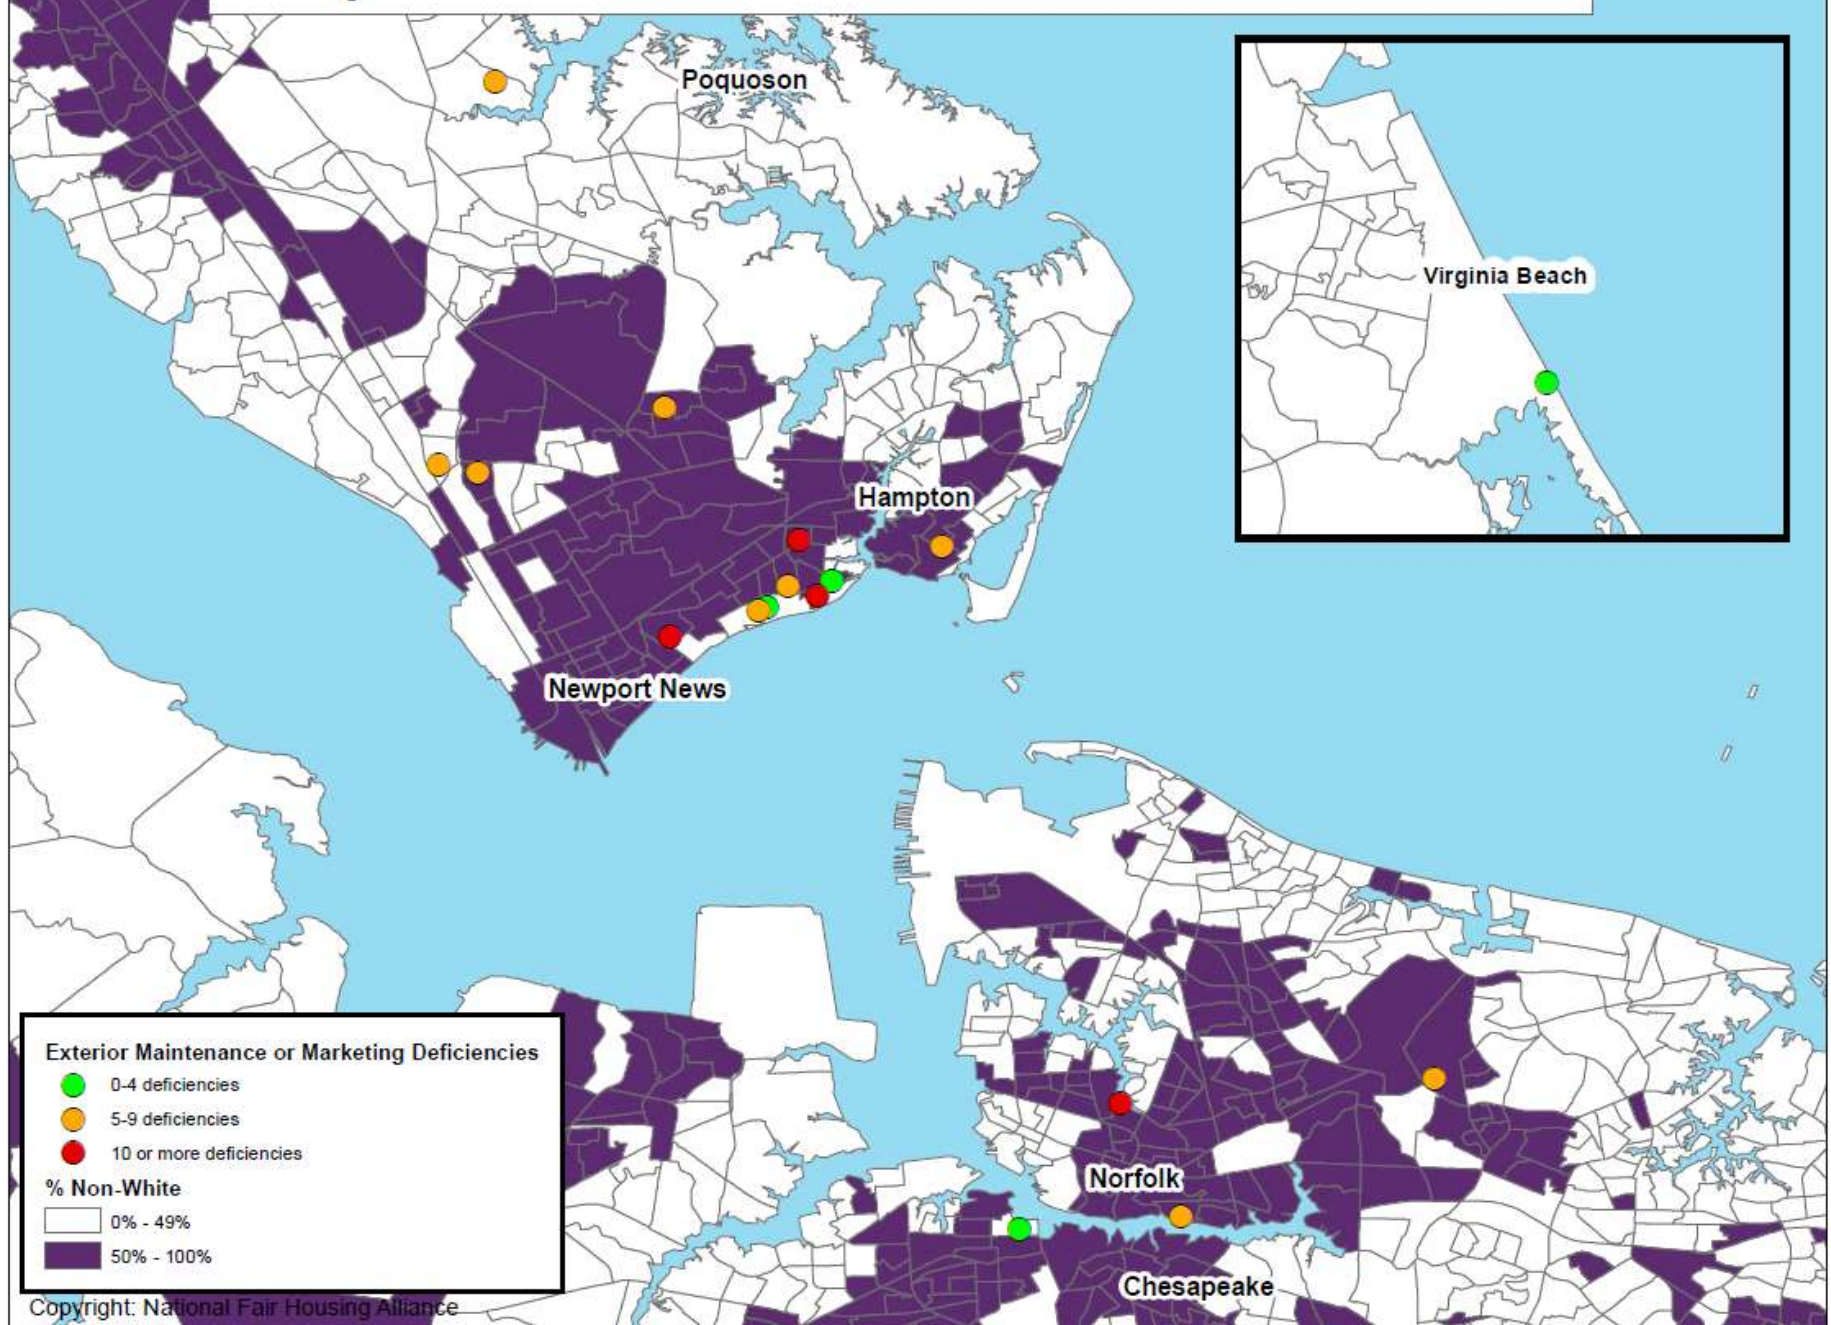 Poquoson
Virginia Beach
Hampton
Newport News
Norfolk
Chesapeake
Exterior Maintenance or Marketing Deficiencies
0-4 deficiencies
5-9 deficiencies
10 or more deficiencies
% Non-White
0% - 49%
50% - 100%
Copyright: National Fair Housing Alliance